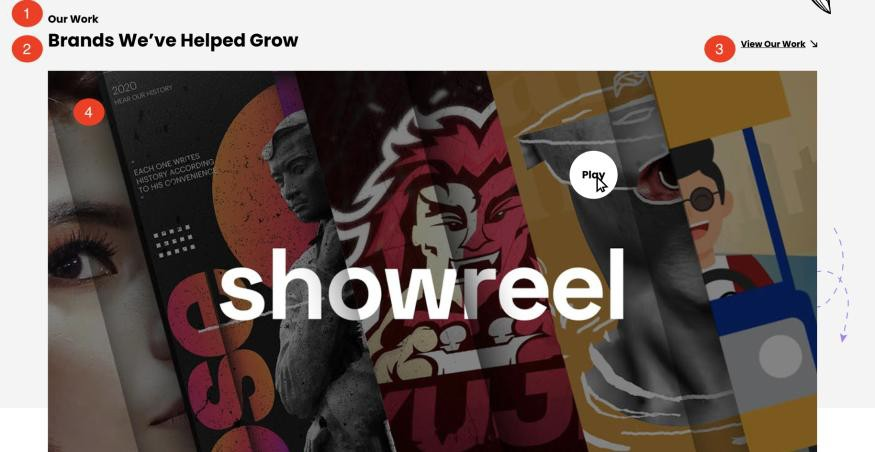 1
Our Work
2
Brands We’ve Helped Grow
3
View Our Work
4
2020
HEAR OUR HISTORY
EACH ONE WRITES
HISTORY ACCORDING
TO HIS CONVENIENCE
Play
showreel